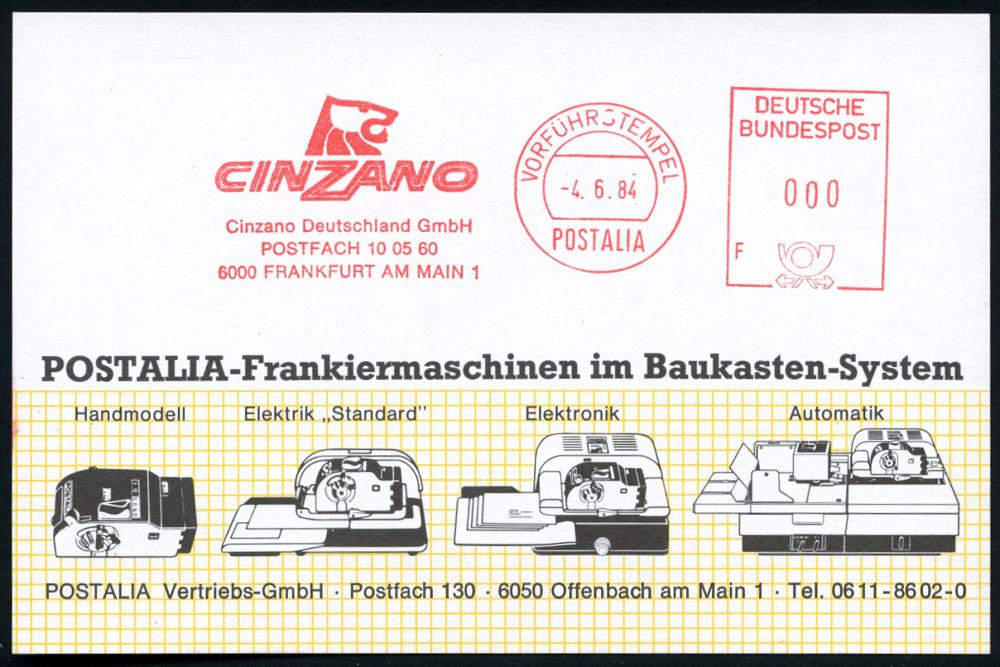 CINZANO
Cinzano Deutschland GmbH
POSTFACH 10 05 60
6000 FRANKFURT AM MAIN 1
VORFÜHRSTEMPEL
-4. 6. 84
POSTALIA
DEUTSCHE
BUNDESPOST
000
F
POSTALIA-Frankiermaschinen im Baukasten-System
Handmodell
Elektrik „Standard"
Elektronik
Automatik
POSTALIA Vertriebs-GmbH · Postfach 130 · 6050 Offenbach am Main 1 · Tel. 0611-8602-0